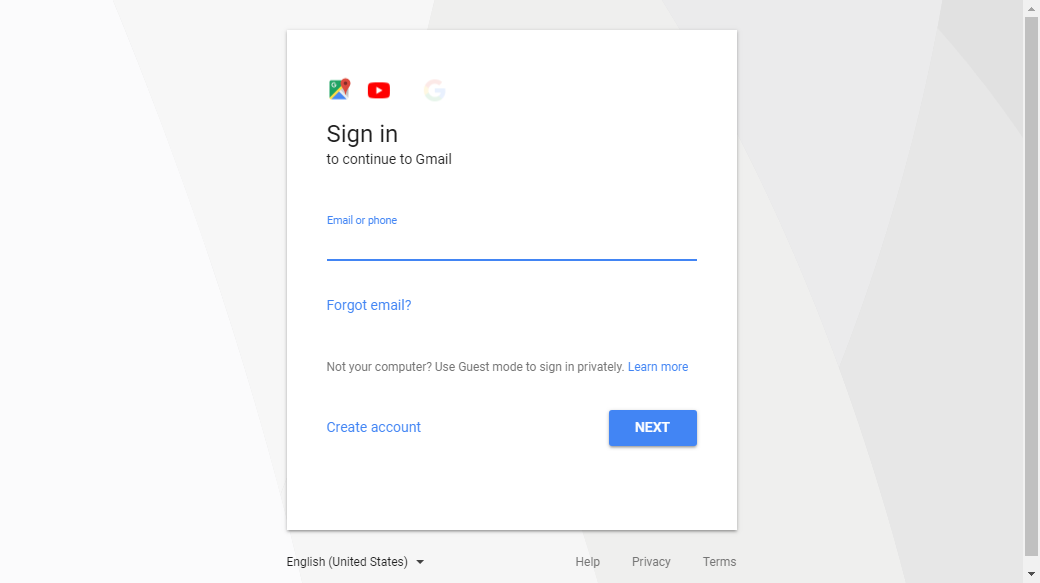 Sign in
to continue to Gmail
Email or phone
Forgot email?
Not your computer? Use Guest mode to sign in privately. Learn more
Create account
NEXT
English (United States)
Help
Privacy
Terms